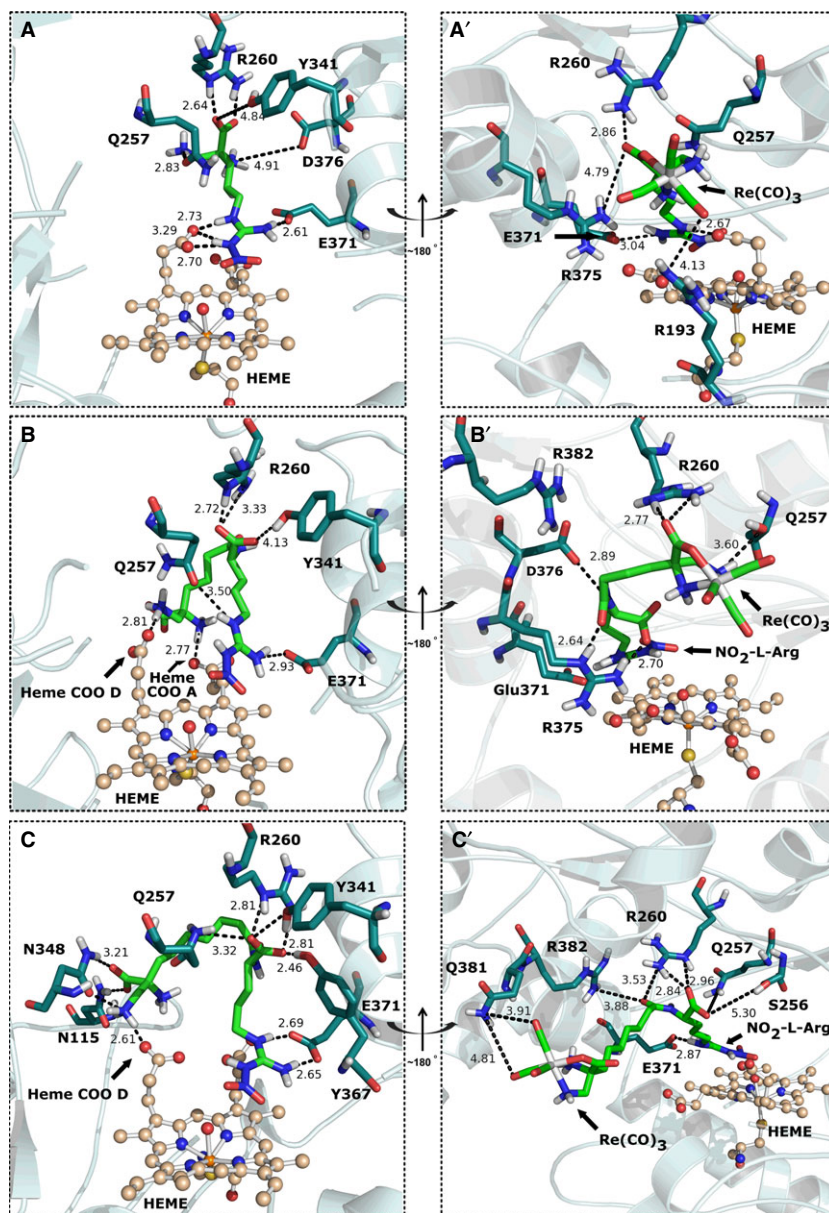 A
R260
Y341
2.64
4.84
Q257
D376
2.83
4.91
2.73
3.29
2.61
2.70
E371
HEME
~180°
A′
R260
Q257
2.86
4.79
Re(CO)3
E371
2.67
3.04
R375
4.13
R193
HEME
B
R260
2.72
3.33
4.13
Q257
Y341
3.50
2.81
2.77
2.93
Heme COO D
Heme
COO A
E371
HEME
~180°
B′
R382
R260
Q257
2.77
3.60
D376
2.89
Re(CO)3
2.64
NO2-L-Arg
2.70
Glu371
R375
HEME
C
R260
Y341
Q257
2.81
N348
3.21
3.32
2.81
2.46
E371
N115
2.61
2.69
2.65
Heme COO D
Y367
HEME
~180°
C′
R260
R382
Q257
Q381
3.53
2.96
S256
2.84
3.91
3.88
5.30
NO2-L-Arg
4.81
E371
2.87
Re(CO)3
HEME